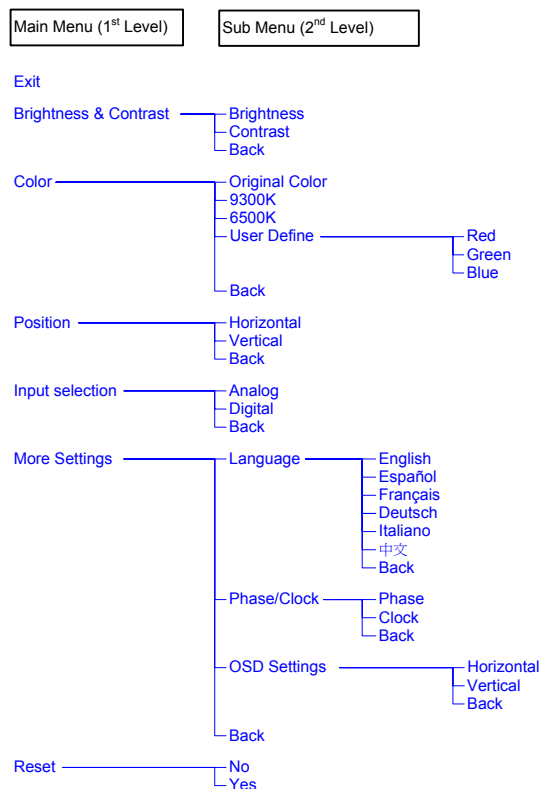 Main Menu (1st Level) Sub Menu (2nd Level)
Exit
Brightness & Contrast Brightness
Contrast
Back
Color Original Color
9300K
6500K
User Define Red
Green
Blue
Back
Position Horizontal
Vertical
Back
Input selection Analog
Digital
Back
More Settings Language English
Español
Français
Deutsch
Italiano
中文
Back
Phase/Clock Phase
Clock
Back
OSD Settings Horizontal
Vertical
Back
Back
Reset No
Yes